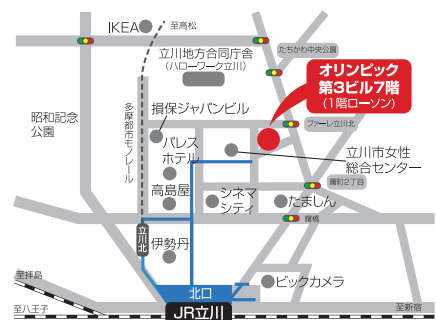 IKEA
至高松
立川地方合同庁舎
(ハローワーク立川)
たちかわ中央公園
オリンピック
第3ビル7階
(1階ローソン)
昭和記念
公園
多摩都市モノレール
損保ジャパンビル
ファーレ立川北
パレス
ホテル
立川市女性
総合センター
高島屋
シネマ
シティ
曙町2丁目
たましん
立川北
伊勢丹
曙橋
至拝島
北口
ビックカメラ
至八王子
JR立川
至新宿